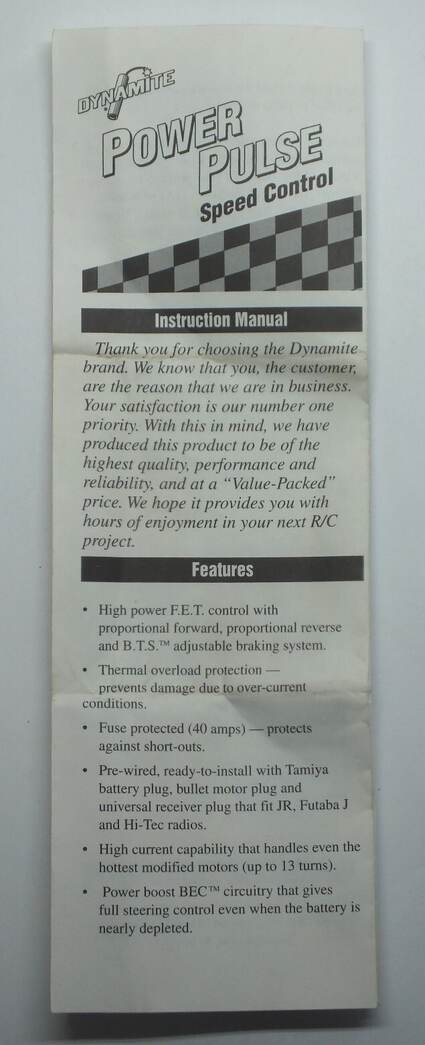 DYNAMITE
POWER
PULSE
Speed Control
Instruction Manual
Thank you for choosing the Dynamite
brand. We know that you, the customer,
are the reason that we are in business.
Your satisfaction is our number one
priority. With this in mind, we have
produced this product to be of the
highest quality, performance and
reliability, and at a “Value-Packed”
price. We hope it provides you with
hours of enjoyment in your next R/C
project.
Features
• High power F.E.T. control with
proportional forward, proportional reverse
and B.T.S.™ adjustable braking system.
• Thermal overload protection —
prevents damage due to over-current
conditions.
• Fuse protected (40 amps) — protects
against short-outs.
• Pre-wired, ready-to-install with Tamiya
battery plug, bullet motor plug and
universal receiver plug that fit JR, Futaba J
and Hi-Tec radios.
• High current capability that handles even the
hottest modified motors (up to 13 turns).
• Power boost BEC™ circuitry that gives
full steering control even when the battery is
nearly depleted.